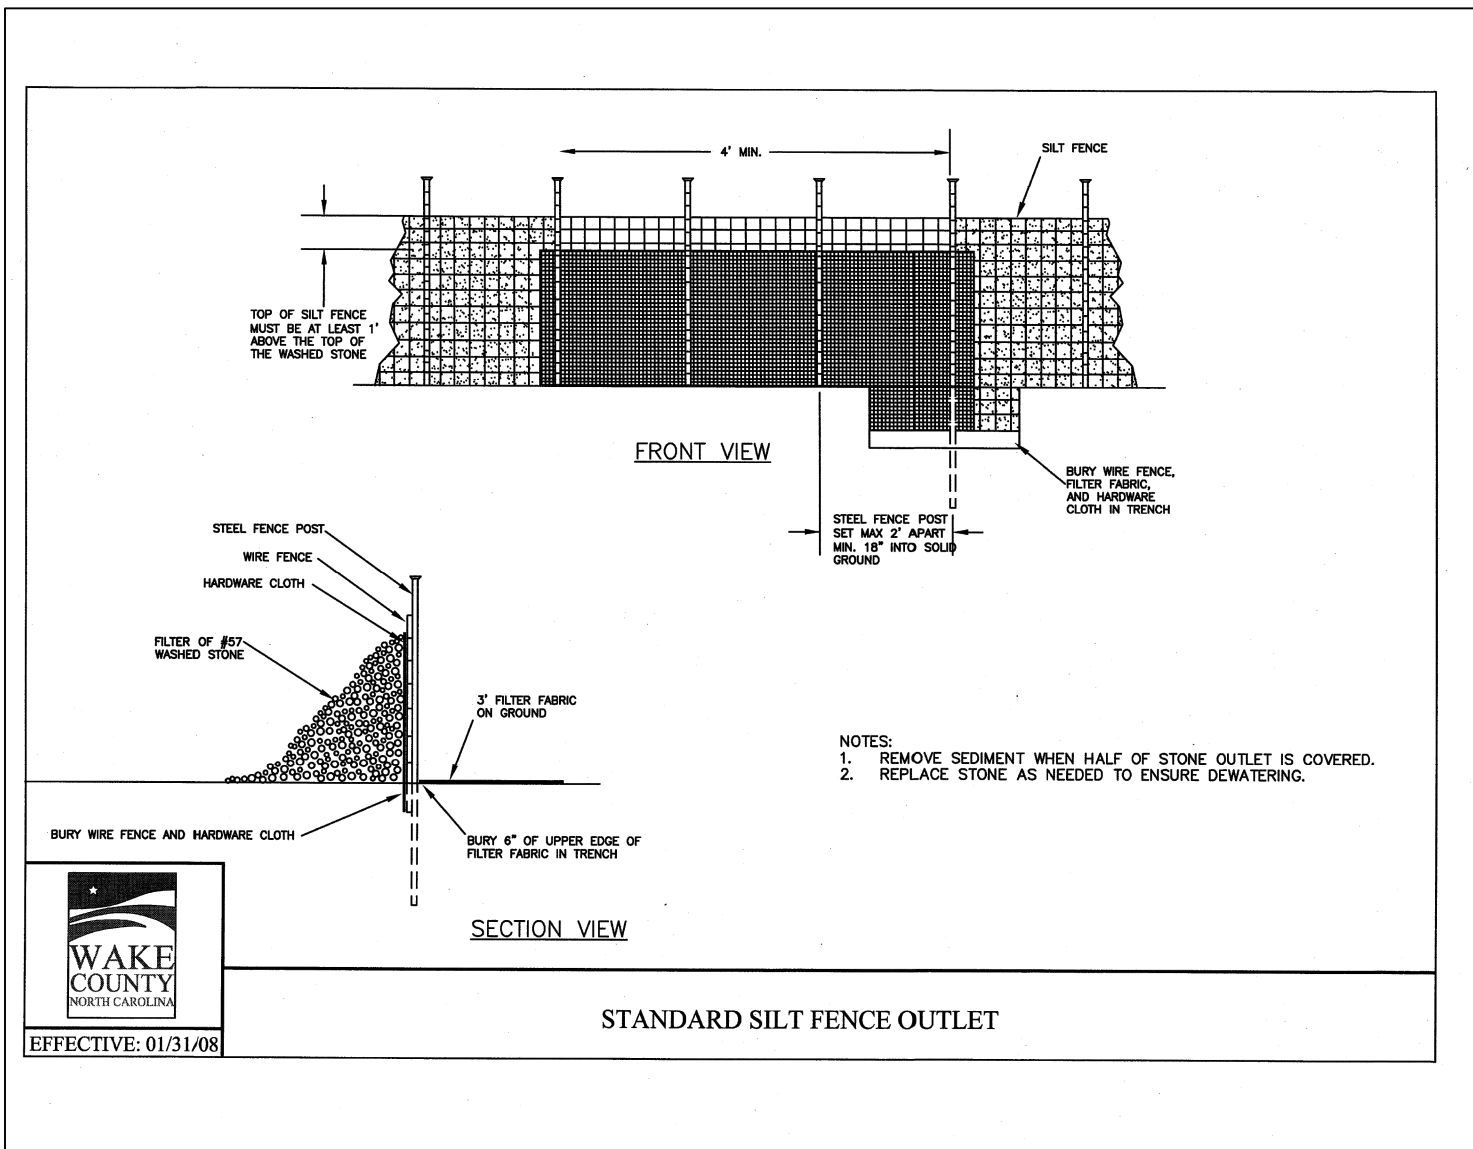 4' MIN.
SILT FENCE
TOP OF SILT FENCE
MUST BE AT LEAST 1'
ABOVE THE TOP OF
THE WASHED STONE
FRONT VIEW
BURY WIRE FENCE,
FILTER FABRIC,
AND HARDWARE
CLOTH IN TRENCH
STEEL FENCE POST
SET MAX 2' APART
MIN. 18" INTO SOLID
GROUND
STEEL FENCE POST
WIRE FENCE
HARDWARE CLOTH
FILTER OF #57
WASHED STONE
3' FILTER FABRIC
ON GROUND
BURY WIRE FENCE AND HARDWARE CLOTH
BURY 6" OF UPPER EDGE OF
FILTER FABRIC IN TRENCH
SECTION VIEW
NOTES:
1. REMOVE SEDIMENT WHEN HALF OF STONE OUTLET IS COVERED.
2. REPLACE STONE AS NEEDED TO ENSURE DEWATERING.
WAKE
COUNTY
NORTH CAROLINA
EFFECTIVE: 01/31/08
STANDARD SILT FENCE OUTLET